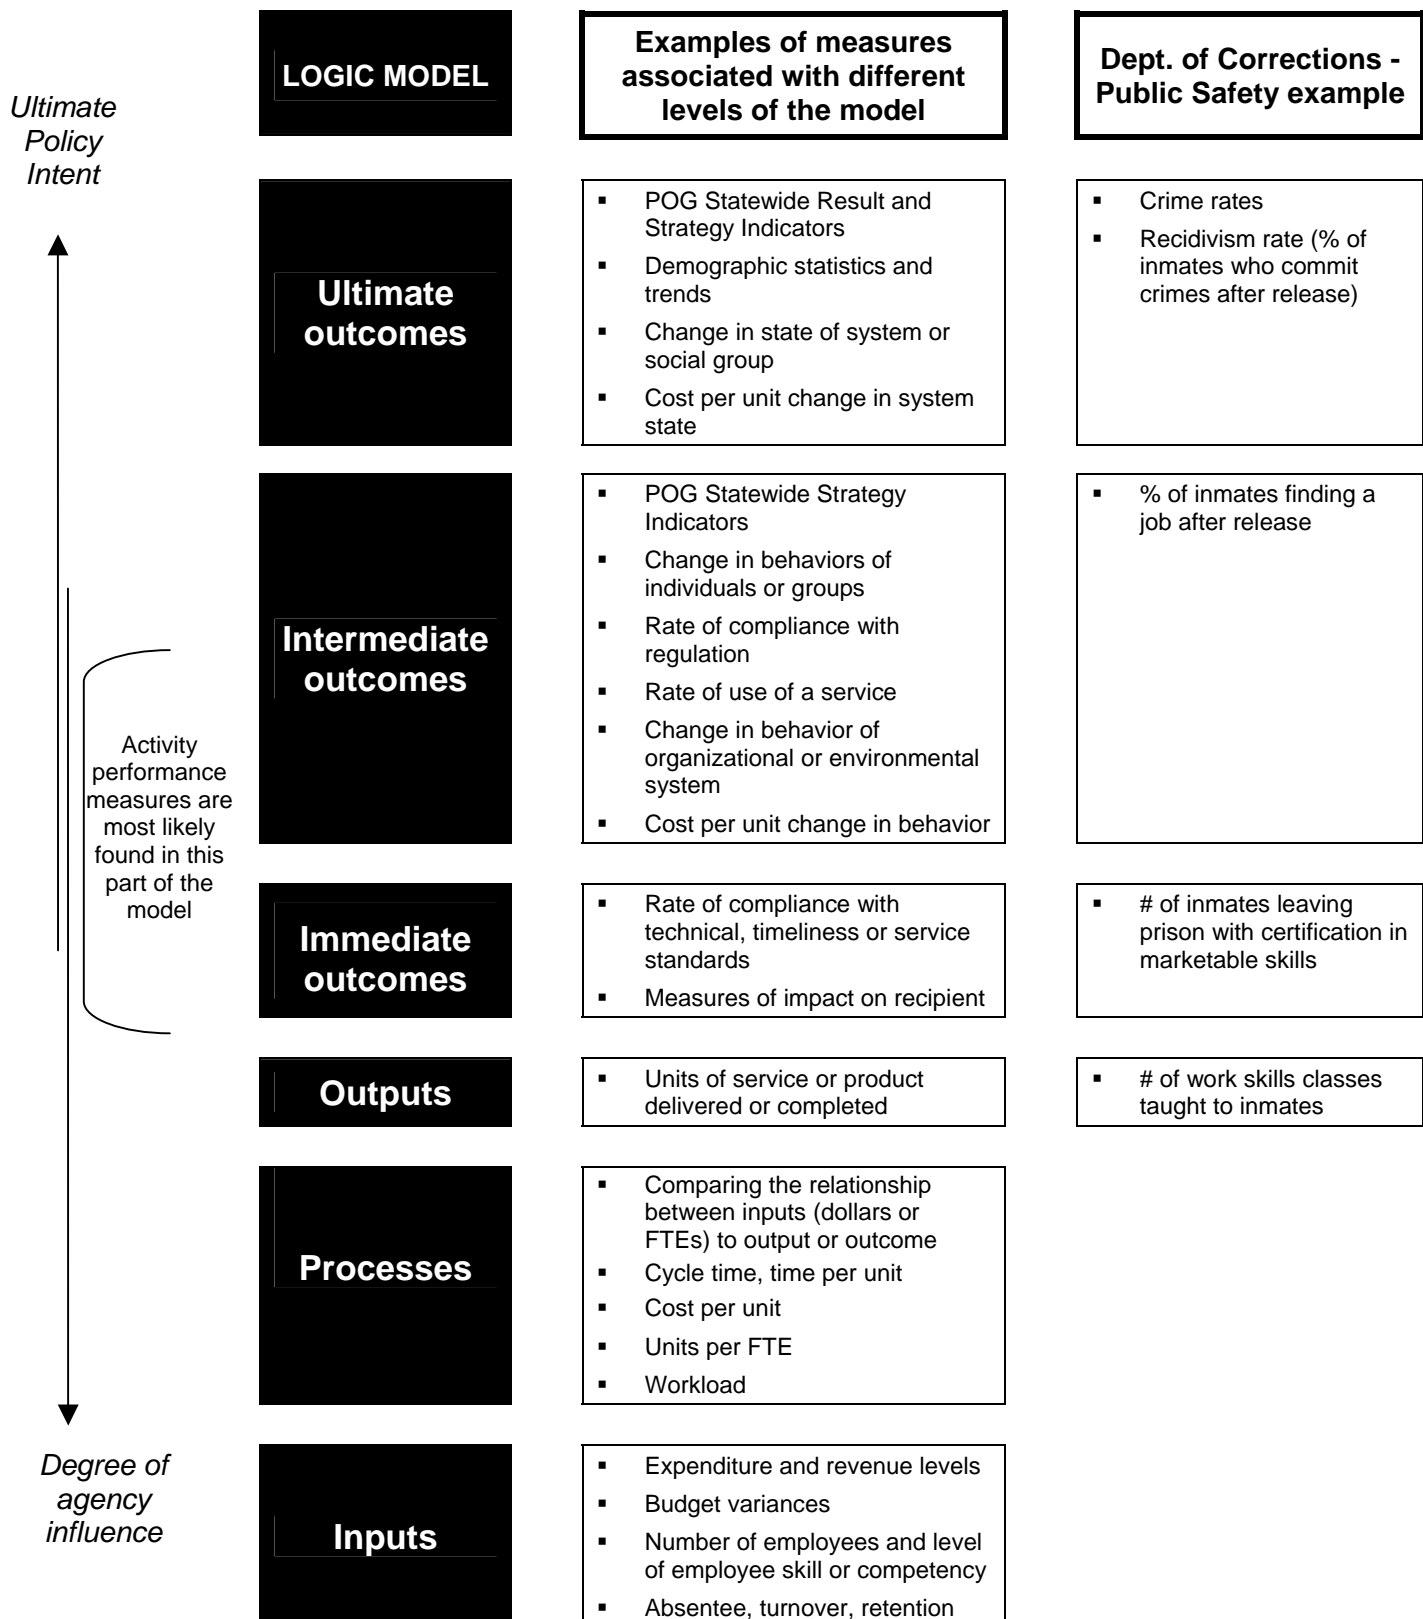 LOGIC MODEL
Examples of measures
associated with different
levels of the model
Dept. of Corrections -
Public Safety example
Ultimate
Policy
Intent
Ultimate
outcomes
▪ POG Statewide Result and
Strategy Indicators
▪ Demographic statistics and
trends
▪ Change in state of system or
social group
▪ Cost per unit change in system
state
▪ Crime rates
▪ Recidivism rate (% of
inmates who commit
crimes after release)
Intermediate
outcomes
▪ POG Statewide Strategy
Indicators
▪ Change in behaviors of
individuals or groups
▪ Rate of compliance with
regulation
▪ Rate of use of a service
▪ Change in behavior of
organizational or environmental
system
▪ Cost per unit change in behavior
▪ % of inmates finding a
job after release
Activity
performance
measures are
most likely
found in this
part of the
model
Immediate
outcomes
▪ Rate of compliance with
technical, timeliness or service
standards
▪ Measures of impact on recipient
▪ # of inmates leaving
prison with certification in
marketable skills
Outputs
▪ Units of service or product
delivered or completed
▪ # of work skills classes
taught to inmates
Processes
▪ Comparing the relationship
between inputs (dollars or
FTEs) to output or outcome
▪ Cycle time, time per unit
▪ Cost per unit
▪ Units per FTE
▪ Workload
Degree of
agency
influence
Inputs
▪ Expenditure and revenue levels
▪ Budget variances
▪ Number of employees and level
of employee skill or competency
▪ Absentee, turnover, retention